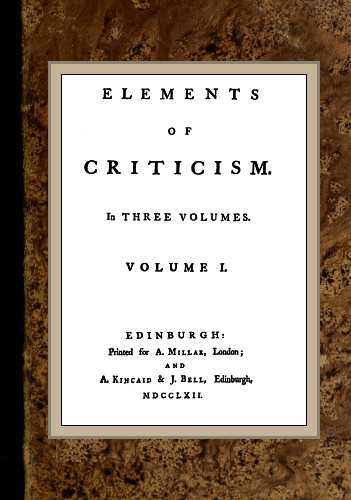 ELEMENTS
OF
CRITICISM.
In THREE VOLUMES.
VOLUME I.
EDINBURGH:
Printed for A. MILLAR, London;
AND
A. KINCAID & J. BELL, Edinburgh,
MDCCLXII.